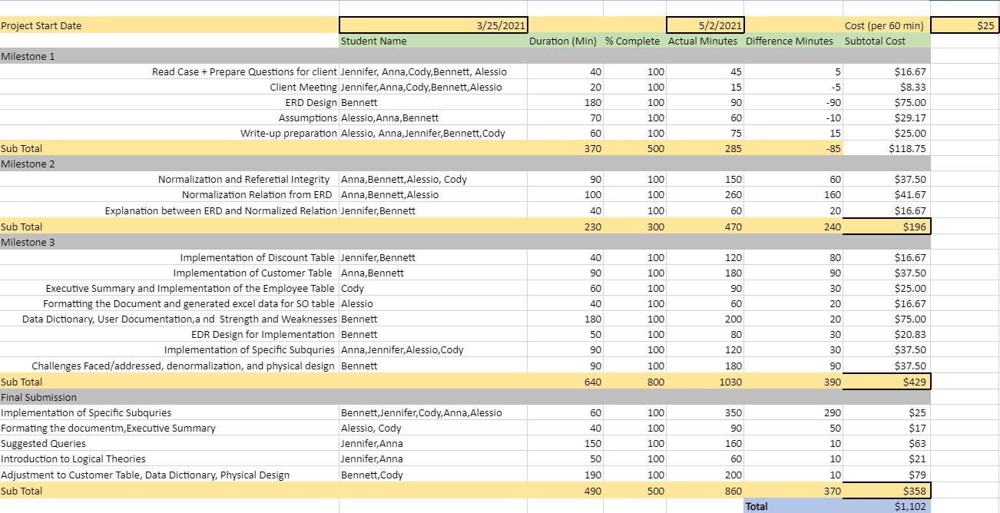 Project Start Date 3/25/2021 5/2/2021 Cost (per 60 min) $25
Student Name Duration (Min) % Complete Actual Minutes Difference Minutes Subtotal Cost
Milestone 1
Read Case + Prepare Questions for client Jennifer, Anna,Cody,Bennett, Alessio 40 100 45 5 $16.67
Client Meeting Jennifer,Anna,Cody,Bennett,Alessio 20 100 15 -5 $8.33
ERD Design Bennett 180 100 90 -90 $75.00
Assumptions Alessio,Anna,Bennett 70 100 60 -10 $29.17
Write-up preparation Alessio, Anna,Jennifer,Bennett,Cody 60 100 75 15 $25.00
Sub Total 370 500 285 -85 $118.75
Milestone 2
Normalization and Referetial Integrity Anna,Bennett,Alessio, Cody 90 100 150 60 $37.50
Normalization Relation from ERD Anna,Bennett,Alessio 100 100 260 160 $41.67
Explanation between ERD and Normalized Relation Jennifer,Bennett 40 100 60 20 $16.67
Sub Total 230 300 470 240 $196
Milestone 3
Implementation of Discount Table Jennifer,Bennett 40 100 120 80 $16.67
Implementation of Customer Table Anna,Bennett 90 100 180 90 $37.50
Executive Summary and Implementation of the Employee Table Cody 60 100 90 30 $25.00
Formatting the Document and generated excel data for SO table Alessio 40 100 60 20 $16.67
Data Dictionary, User Documentation,a nd Strength and Weaknesses Bennett 180 100 200 20 $75.00
EDR Design for Implementation Bennett 50 100 80 30 $20.83
Implementation of Specific Subquries Anna,Jennifer,Alessio,Cody 90 100 120 30 $37.50
Challenges Faced/addressed, denormalization, and physical design Bennett 90 100 180 90 $37.50
Sub Total 640 800 1030 390 $429
Final Submission
Implementation of Specific Subquries Bennett,Jennifer,Cody,Anna,Alessio 60 100 350 290 $25
Formating the documentm,Executive Summary Alessio, Cody 40 100 90 50 $17
Suggested Queries Jennifer,Anna 150 100 160 10 $63
Introduction to Logical Theories Jennifer,Anna 50 100 60 10 $21
Adjustment to Customer Table, Data Dictionary, Physical Design Bennett,Cody 190 100 200 10 $79
Sub Total 490 500 860 370 $358
Total $1,102